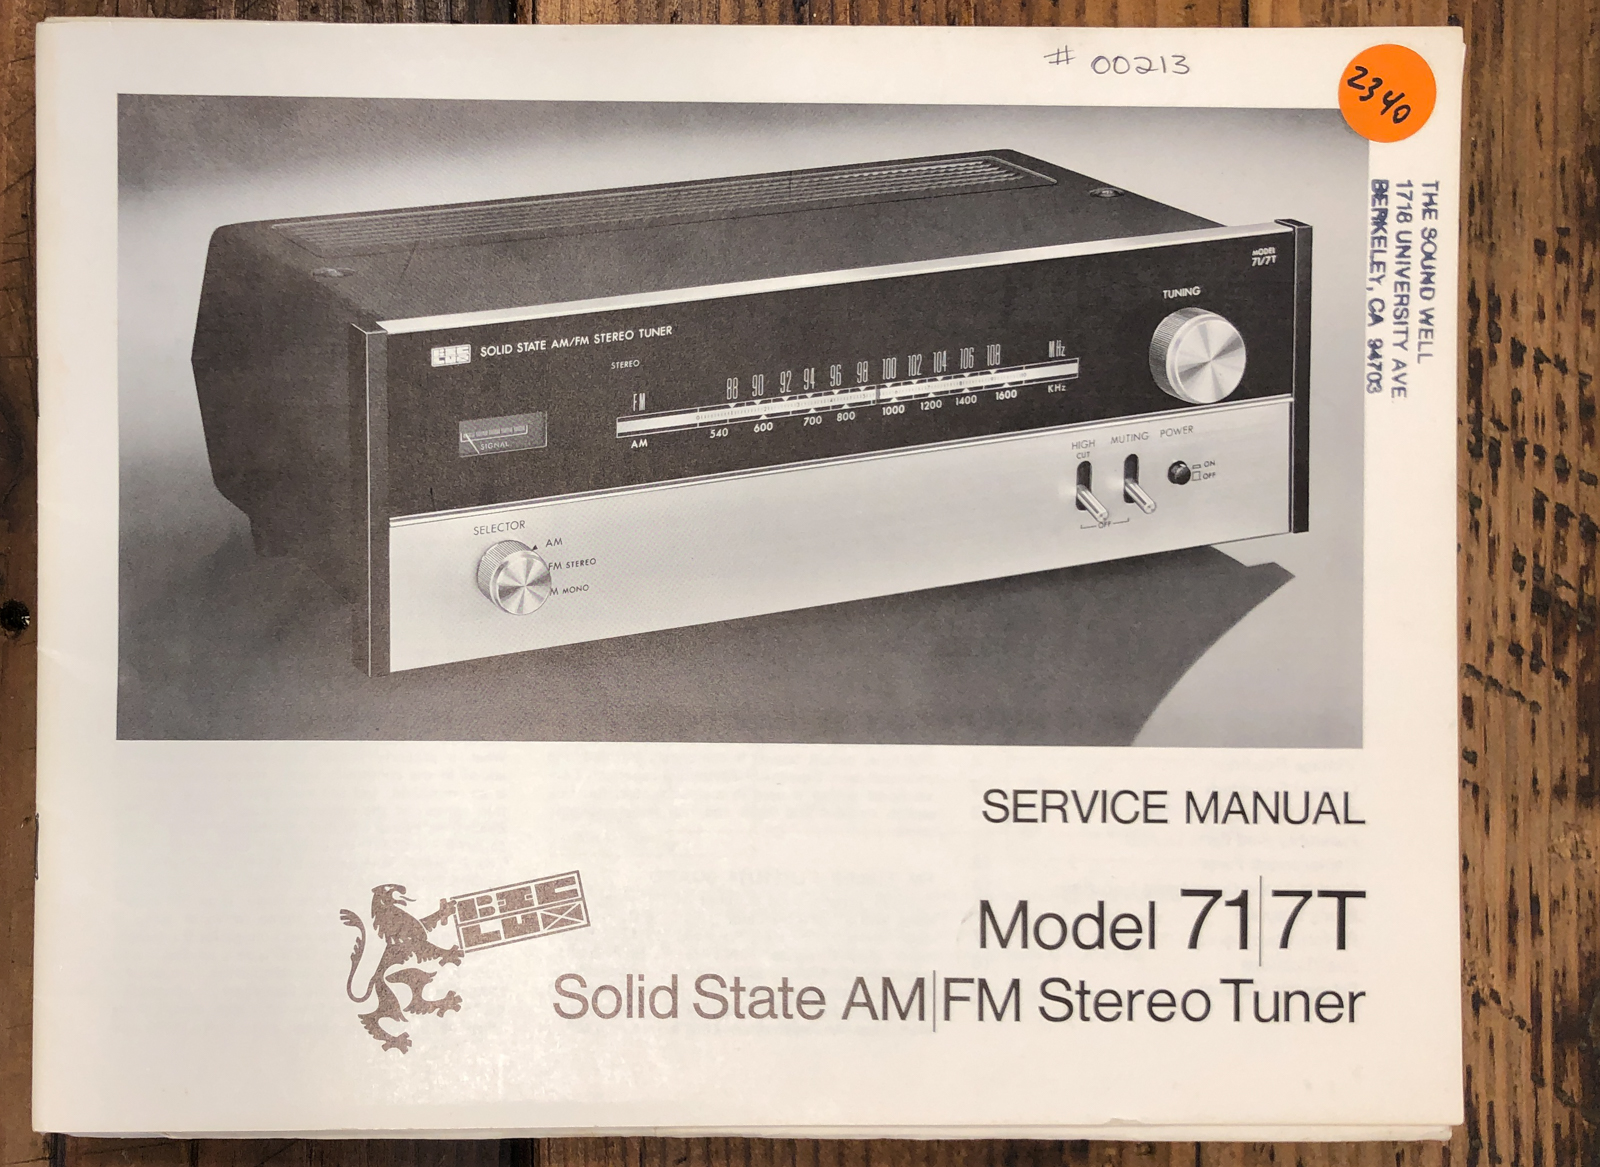 # 00213
2340
THE SOUND WELL
1718 UNIVERSITY AVE.
BERKELEY, CA 94703
MODEL
71/7T
TUNING
SOLID STATE AM/FM STEREO TUNER
STEREO
FM 88 90 92 94 96 98 100 102 104 106 108 MHz
AM 540 600 700 800 1000 1200 1400 1600 KHz
SIGNAL
HIGH CUT MUTING POWER
ON
OFF
OFF
SELECTOR
AM
FM STEREO
M MONO
SERVICE MANUAL
BIC
LUX
Model 71|7T
Solid State AM|FM Stereo Tuner